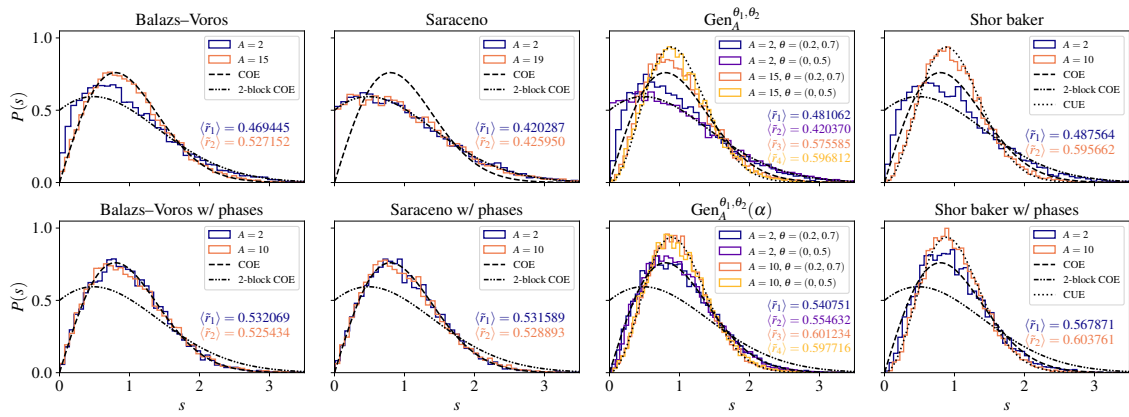 Balazs–Voros
P(s)
1.0
0.5
0.0
A = 2
A = 15
COE
2-block COE
⟨r̃₁⟩ = 0.469445
⟨r̃₂⟩ = 0.527152
Saraceno
A = 2
A = 19
COE
2-block COE
⟨r̃₁⟩ = 0.420287
⟨r̃₂⟩ = 0.425950
Gen_A^{θ₁,θ₂}
A = 2, θ = (0.2, 0.7)
A = 2, θ = (0, 0.5)
A = 15, θ = (0.2, 0.7)
A = 15, θ = (0, 0.5)
⟨r̃₁⟩ = 0.481062
⟨r̃₂⟩ = 0.420370
⟨r̃₃⟩ = 0.575585
⟨r̃₄⟩ = 0.596812
Shor baker
A = 2
A = 10
COE
2-block COE
CUE
⟨r̃₁⟩ = 0.487564
⟨r̃₂⟩ = 0.595662
Balazs–Voros w/ phases
P(s)
1.0
0.5
0.0
A = 2
A = 10
COE
2-block COE
⟨r̃₁⟩ = 0.532069
⟨r̃₂⟩ = 0.525434
0 1 2 3
s
Saraceno w/ phases
A = 2
A = 10
COE
2-block COE
⟨r̃₁⟩ = 0.531589
⟨r̃₂⟩ = 0.528893
0 1 2 3
s
Gen_A^{θ₁,θ₂}(α)
A = 2, θ = (0.2, 0.7)
A = 2, θ = (0, 0.5)
A = 10, θ = (0.2, 0.7)
A = 10, θ = (0, 0.5)
⟨r̃₁⟩ = 0.540751
⟨r̃₂⟩ = 0.554632
⟨r̃₃⟩ = 0.601234
⟨r̃₄⟩ = 0.597716
0 1 2 3
s
Shor baker w/ phases
A = 2
A = 10
COE
2-block COE
CUE
⟨r̃₁⟩ = 0.567871
⟨r̃₂⟩ = 0.603761
0 1 2 3
s